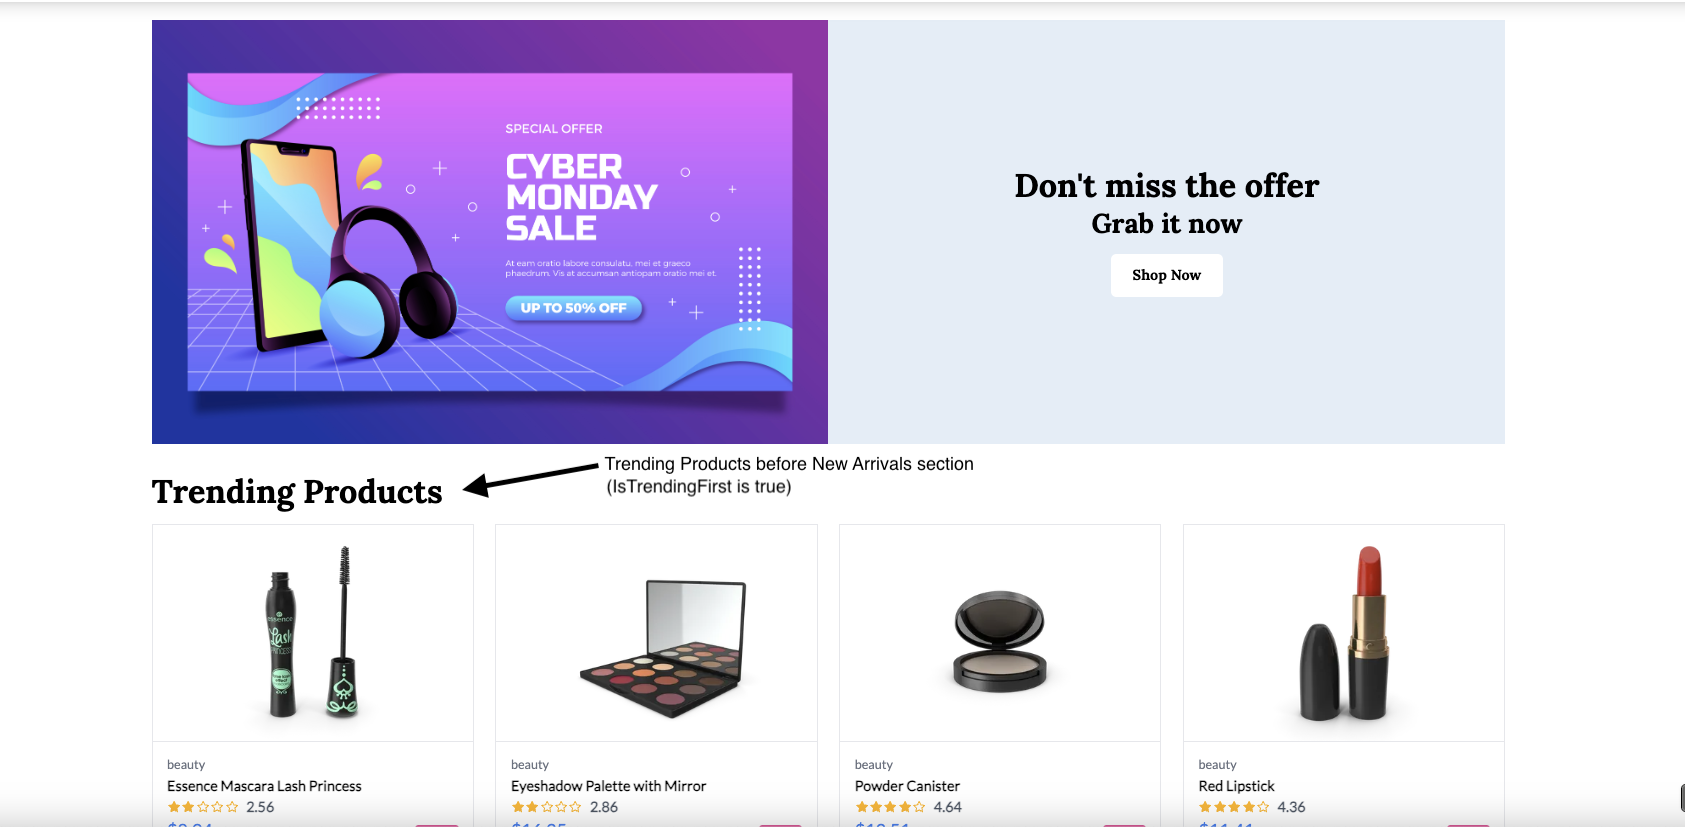 SPECIAL OFFER
CYBER
MONDAY
SALE
At eam oratio labore consulatu, mei et graeco
phaedrum. Vis at accumsan antiopam oratio mei et.
UP TO 50% OFF
Don't miss the offer
Grab it now
Shop Now
Trending Products before New Arrivals section
(IsTrendingFirst is true)
Trending Products
essence
Lash
PRINCESS
beauty
Essence Mascara Lash Princess
2.56
beauty
Eyeshadow Palette with Mirror
2.86
beauty
Powder Canister
4.64
beauty
Red Lipstick
4.36